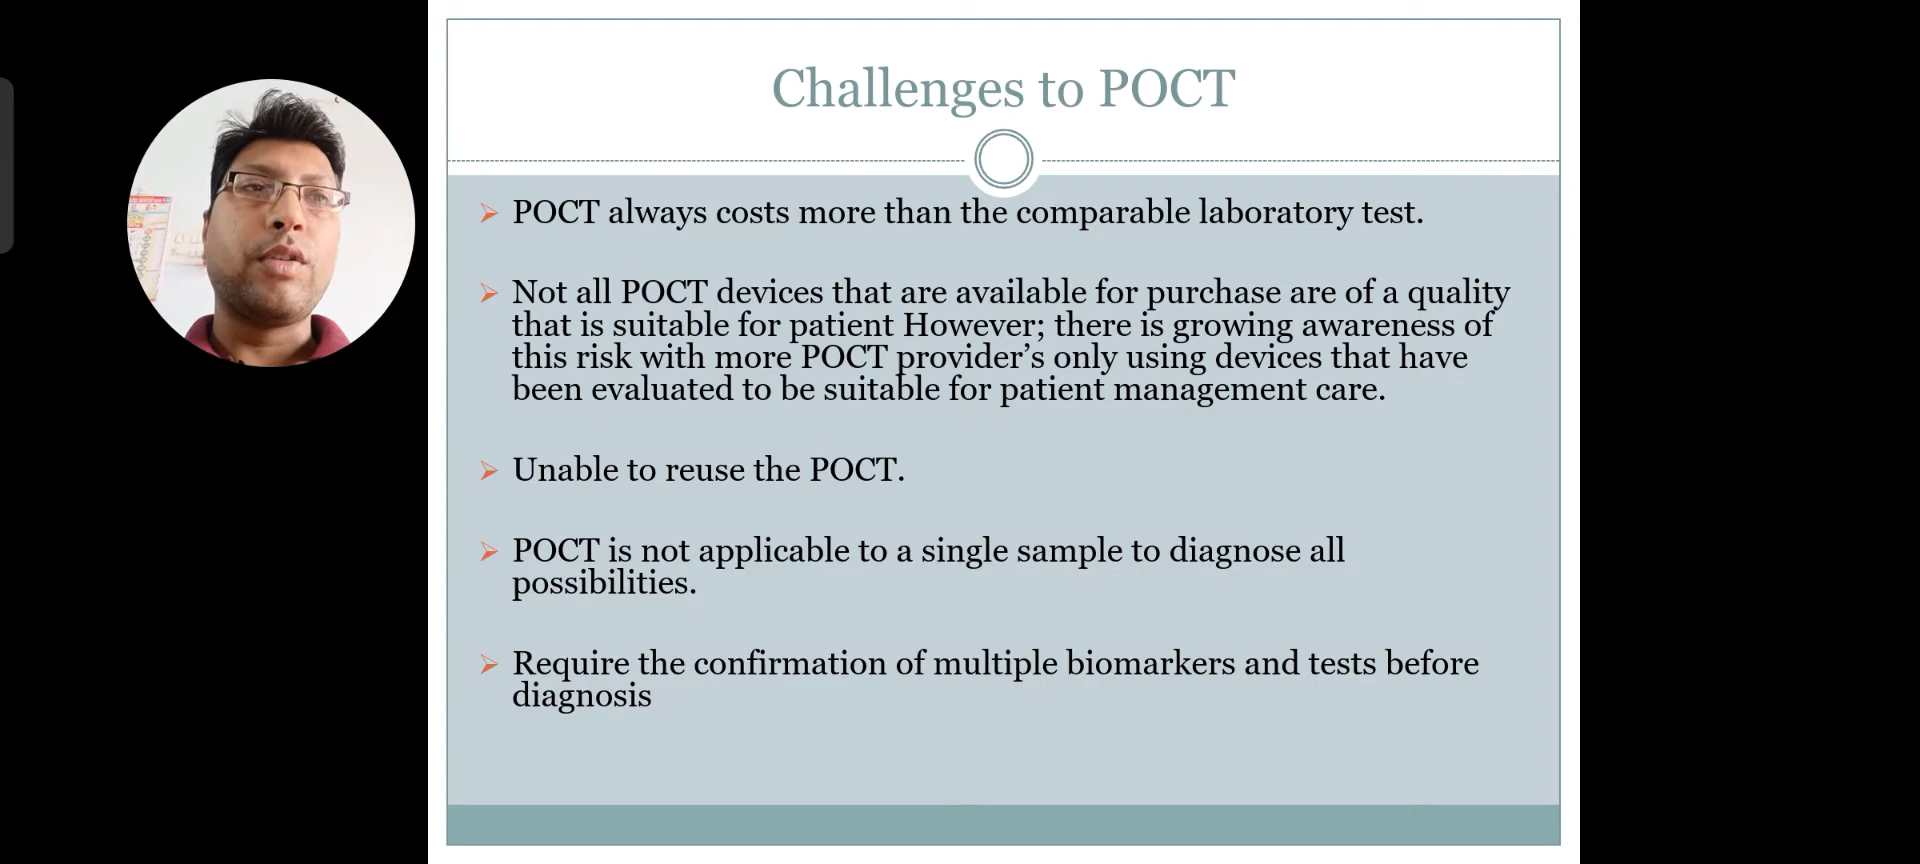 Challenges to POCT
POCT always costs more than the comparable laboratory test.
Not all POCT devices that are available for purchase are of a quality
that is suitable for patient However; there is growing awareness of
this risk with more POCT provider's only using devices that have
been evaluated to be suitable for patient management care.
Unable to reuse the POCT.
POCT is not applicable to a single sample to diagnose all
possibilities.
Require the confirmation of multiple biomarkers and tests before
diagnosis